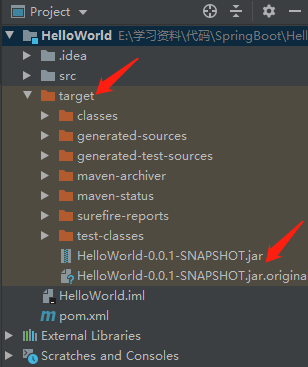 Project
HelloWorld E:\学习资料\代码\SpringBoot\Hel
.idea
src
target
classes
generated-sources
generated-test-sources
maven-archiver
maven-status
surefire-reports
test-classes
HelloWorld-0.0.1-SNAPSHOT.jar
HelloWorld-0.0.1-SNAPSHOT.jar.origina
HelloWorld.iml
pom.xml
External Libraries
Scratches and Consoles